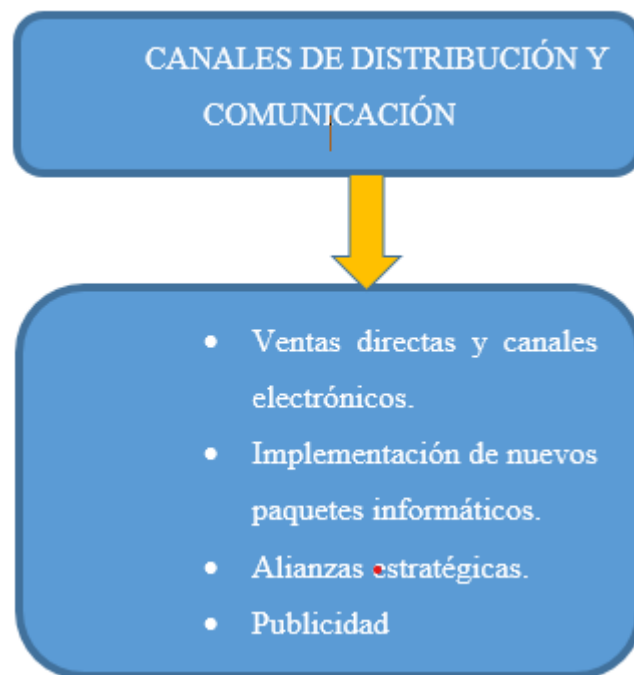 CANALES DE DISTRIBUCIÓN Y
COMUNICACIÓN
• Ventas directas y canales
electrónicos.
• Implementación de nuevos
paquetes informáticos.
• Alianzas estratégicas.
• Publicidad